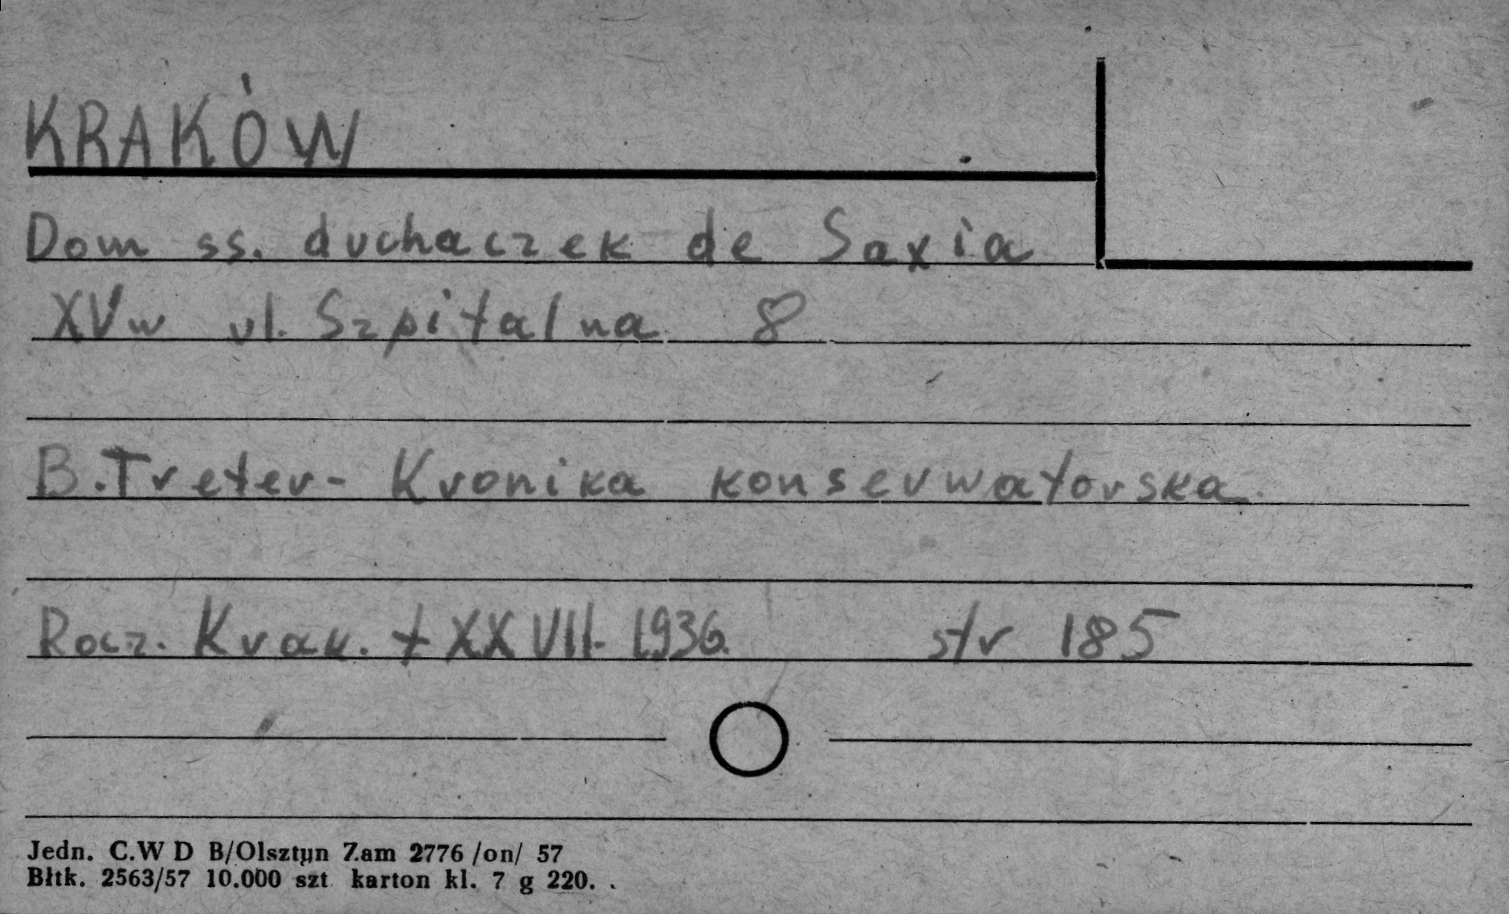 KRAKÓW
Dom ss. duchaczek de Saxia
XV w ul. Szpitalna 8
B. Treter - Kronika konserwatorska
Rocz. Krak. t XXVII. 1936. str 185
Jedn. C.W D B/Olsztyn Zam 2776 /on/ 57
Błtk. 2563/57 10.000 szt karton kl. 7 g 220.